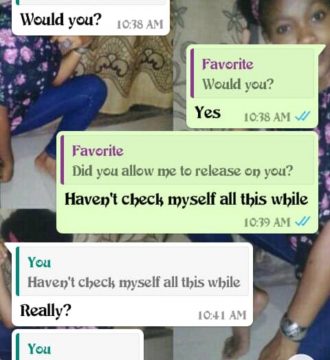 Would you? 10:38 AM
Favorite
Would you?
Yes 10:38 AM
Favorite
Did you allow me to release on you?
Haven't check myself all this while
10:39 AM
You
Haven't check myself all this while
Really? 10:41 AM
You